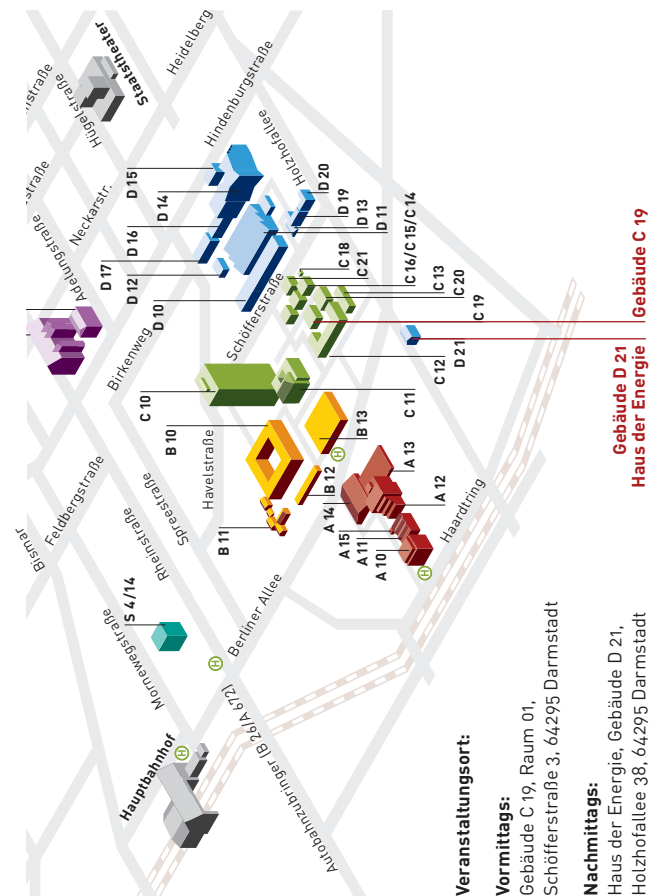 Staatstheater
Hügelstraße
Heidelberg
Hindenburgstraße
Holzhofallee
Neckarstr.
Adelungstraße
straße
Birkenweg
Schöfferstraße
Havelstraße
Spreestraße
Rheinstraße
Feldbergstraße
Bismar
Mornewegstraße
Berliner Allee
Haardtring
Hauptbahnhof
Autobahnzubringer (B 26/A 672)
S 4/14
D 15
D 14
D 16
D 17
D 12
D 10
D 20
D 19
D 13
D 11
C 18
C 21
C 16/C 15/C 14
C 13
C 20
C 19
C 12
D 21
C 10
C 11
B 10
B 13
B 12
B 11
A 14
A 15
A 11
A 10
A 13
A 12
H
H
H
H
Gebäude D 21
Haus der Energie
Gebäude C 19
Veranstaltungsort:
Vormittags:
Gebäude C 19, Raum 01,
Schöfferstraße 3, 64295 Darmstadt
Nachmittags:
Haus der Energie, Gebäude D 21,
Holzhofallee 38, 64295 Darmstadt